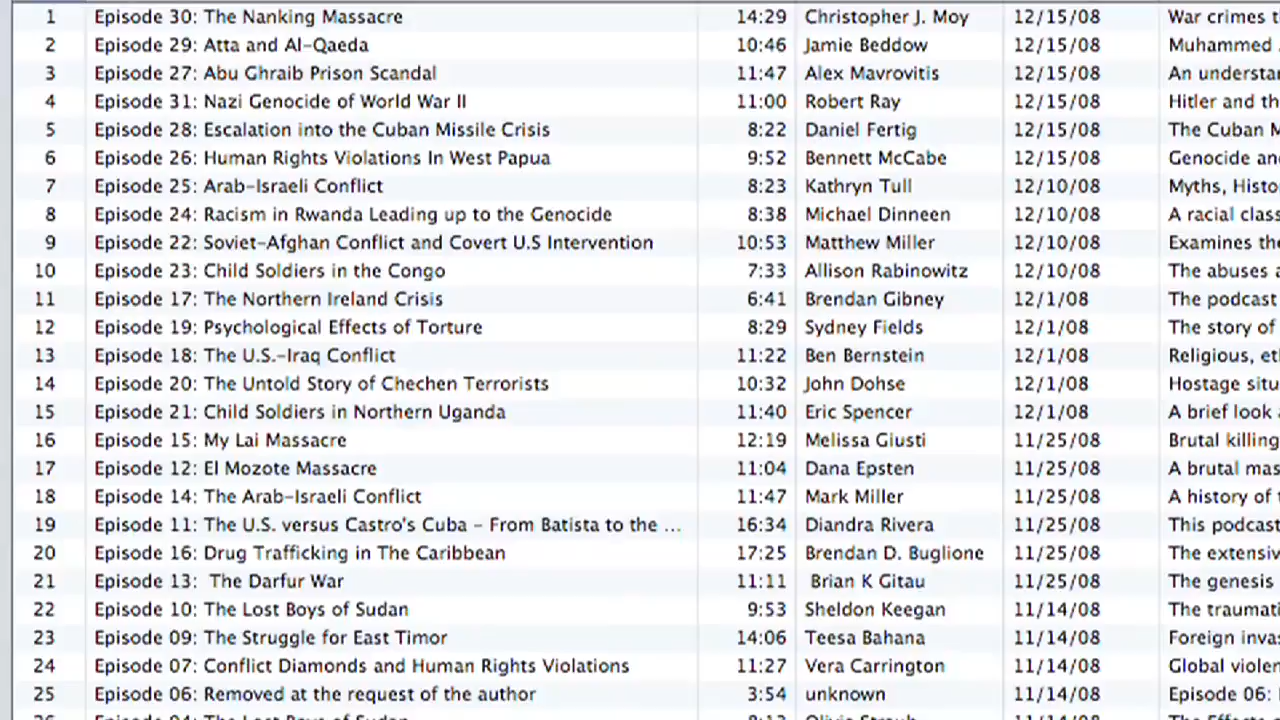 1 Episode 30: The Nanking Massacre 14:29 Christopher J. Moy 12/15/08 War crimes t
2 Episode 29: Atta and Al-Qaeda 10:46 Jamie Beddow 12/15/08 Muhammed
3 Episode 27: Abu Ghraib Prison Scandal 11:47 Alex Mavrovitis 12/15/08 An understa
4 Episode 31: Nazi Genocide of World War II 11:00 Robert Ray 12/15/08 Hitler and th
5 Episode 28: Escalation into the Cuban Missile Crisis 8:22 Daniel Fertig 12/15/08 The Cuban M
6 Episode 26: Human Rights Violations In West Papua 9:52 Bennett McCabe 12/15/08 Genocide and
7 Episode 25: Arab-Israeli Conflict 8:23 Kathryn Tull 12/10/08 Myths, Histo
8 Episode 24: Racism in Rwanda Leading up to the Genocide 8:38 Michael Dinneen 12/10/08 A racial class
9 Episode 22: Soviet-Afghan Conflict and Covert U.S Intervention 10:53 Matthew Miller 12/10/08 Examines the
10 Episode 23: Child Soldiers in the Congo 7:33 Allison Rabinowitz 12/10/08 The abuses a
11 Episode 17: The Northern Ireland Crisis 6:41 Brendan Gibney 12/1/08 The podcast
12 Episode 19: Psychological Effects of Torture 8:29 Sydney Fields 12/1/08 The story of
13 Episode 18: The U.S.-Iraq Conflict 11:22 Ben Bernstein 12/1/08 Religious, et
14 Episode 20: The Untold Story of Chechen Terrorists 10:32 John Dohse 12/1/08 Hostage situ
15 Episode 21: Child Soldiers in Northern Uganda 11:40 Eric Spencer 12/1/08 A brief look
16 Episode 15: My Lai Massacre 12:19 Melissa Giusti 11/25/08 Brutal killing
17 Episode 12: El Mozote Massacre 11:04 Dana Epsten 11/25/08 A brutal mas
18 Episode 14: The Arab-Israeli Conflict 11:47 Mark Miller 11/25/08 A history of
19 Episode 11: The U.S. versus Castro's Cuba - From Batista to the ... 16:34 Diandra Rivera 11/25/08 This podcast
20 Episode 16: Drug Trafficking in The Caribbean 17:25 Brendan D. Buglione 11/25/08 The extensiv
21 Episode 13: The Darfur War 11:11 Brian K Gitau 11/25/08 The genesis
22 Episode 10: The Lost Boys of Sudan 9:53 Sheldon Keegan 11/14/08 The traumati
23 Episode 09: The Struggle for East Timor 14:06 Teesa Bahana 11/14/08 Foreign invas
24 Episode 07: Conflict Diamonds and Human Rights Violations 11:27 Vera Carrington 11/14/08 Global violen
25 Episode 06: Removed at the request of the author 3:54 unknown 11/14/08 Episode 06: